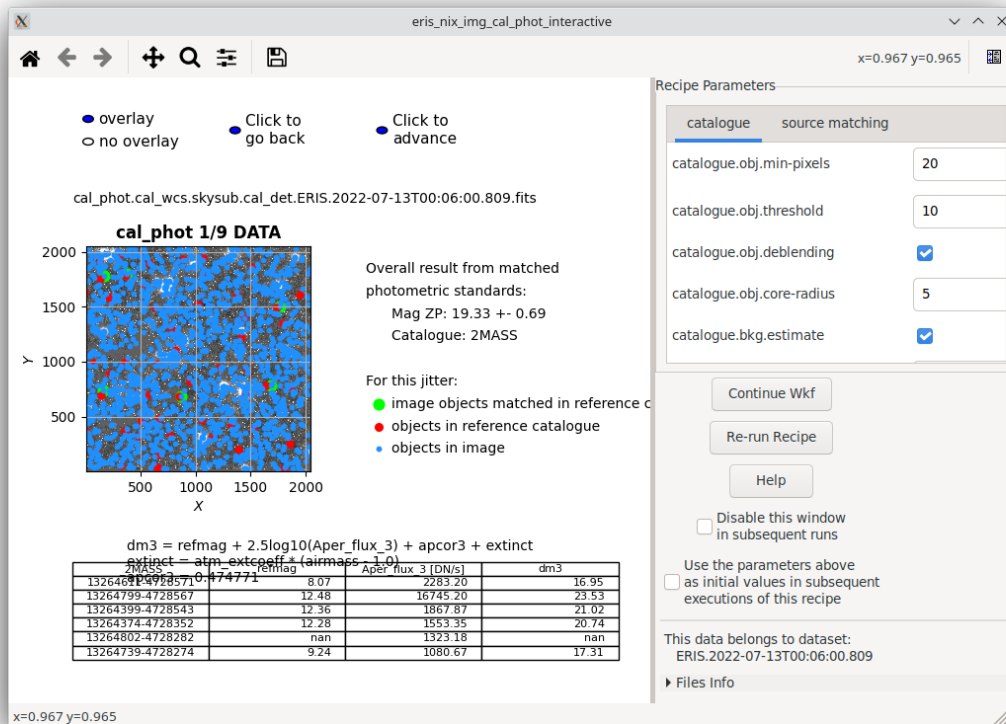 eris_nix_img_cal_phot_interactive
x=0.967 y=0.965
overlay
no overlay
Click to
go back
Click to
advance
cal_phot.cal_wcs.skysub.cal_det.ERIS.2022-07-13T00:06:00.809.fits
cal_phot 1/9 DATA
2000
1500
1000
500
Y
500 1000 1500 2000
X
Overall result from matched
photometric standards:
Mag ZP: 19.33 +- 0.69
Catalogue: 2MASS
For this jitter:
image objects matched in reference c
objects in reference catalogue
objects in image
dm3 = refmag + 2.5log10(Aper_flux_3) + apcor3 + extinct
extinct = atm_extcoeff * (airmass - 1.0)
apcor3 = 0.474771
2MASS refmag Aper_flux_3 [DN/s] dm3
13264611-4728571 8.07 2283.20 16.95
13264799-4728567 12.48 16745.20 23.53
13264399-4728543 12.36 1867.87 21.02
13264374-4728352 12.28 1553.35 20.74
13264802-4728282 nan 1323.18 nan
13264739-4728274 9.24 1080.67 17.31
Recipe Parameters
catalogue source matching
catalogue.obj.min-pixels 20
catalogue.obj.threshold 10
catalogue.obj.deblending
catalogue.obj.core-radius 5
catalogue.bkg.estimate
Continue Wkf
Re-run Recipe
Help
Disable this window
in subsequent runs
Use the parameters above
as initial values in subsequent
executions of this recipe
This data belongs to dataset:
ERIS.2022-07-13T00:06:00.809
Files Info
x=0.967 y=0.965